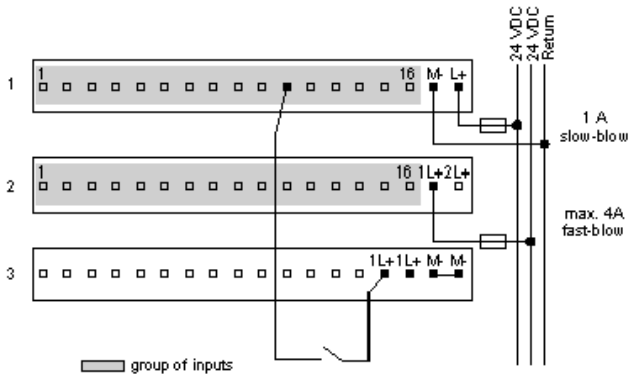 24 VDC
24 VDC
Return
1
1 16 M- L+
1 A
slow-blow
2
1 16 1L+ 2L+
max. 4A
fast-blow
3
1L+ 1L+ M- M-
group of inputs